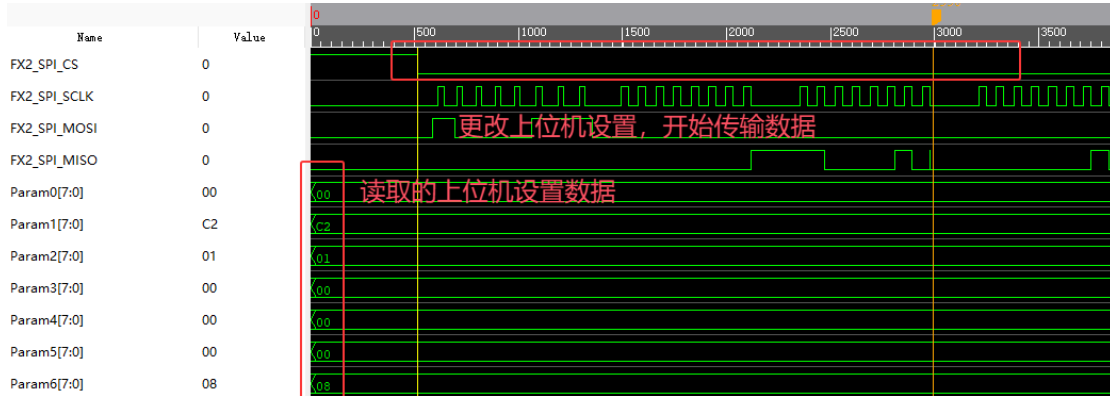 0
Name Value 0 500 1000 1500 2000 2500 3000 3500
FX2_SPI_CS 0
FX2_SPI_SCLK 0
FX2_SPI_MOSI 0 更改上位机设置，开始传输数据
FX2_SPI_MISO 0
Param0[7:0] 00 00 读取的上位机设置数据
Param1[7:0] C2 C2
Param2[7:0] 01 01
Param3[7:0] 00 00
Param4[7:0] 00 00
Param5[7:0] 00 00
Param6[7:0] 08 08